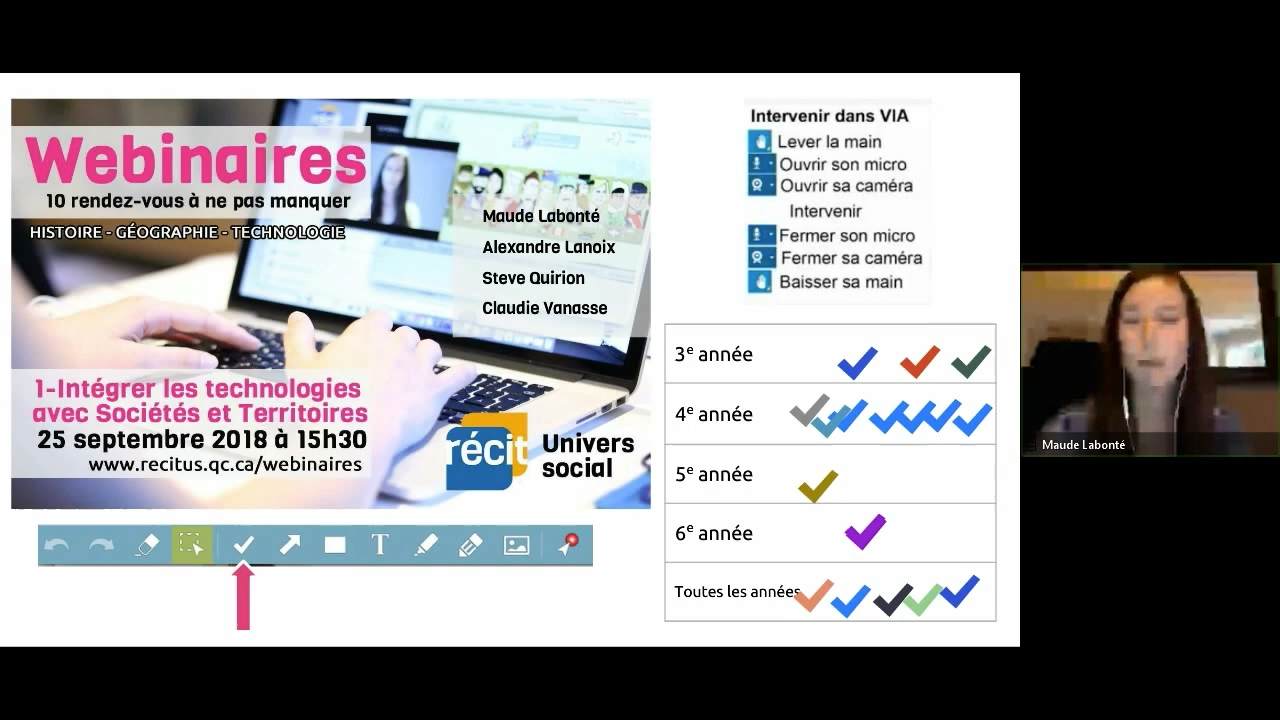 Webinaires
10 rendez-vous à ne pas manquer
HISTOIRE - GÉOGRAPHIE - TECHNOLOGIE
Maude Labonté
Alexandre Lanoix
Steve Quirion
Claudie Vanasse
1-Intégrer les technologies
avec Sociétés et Territoires
25 septembre 2018 à 15h30
www.recitus.qc.ca/webinaires
récit
Univers
social
T
Intervenir dans VIA
Lever la main
Ouvrir son micro
Ouvrir sa caméra
Intervenir
Fermer son micro
Fermer sa caméra
Baisser sa main
3e année
4e année
5e année
6e année
Toutes les années
Maude Labonté